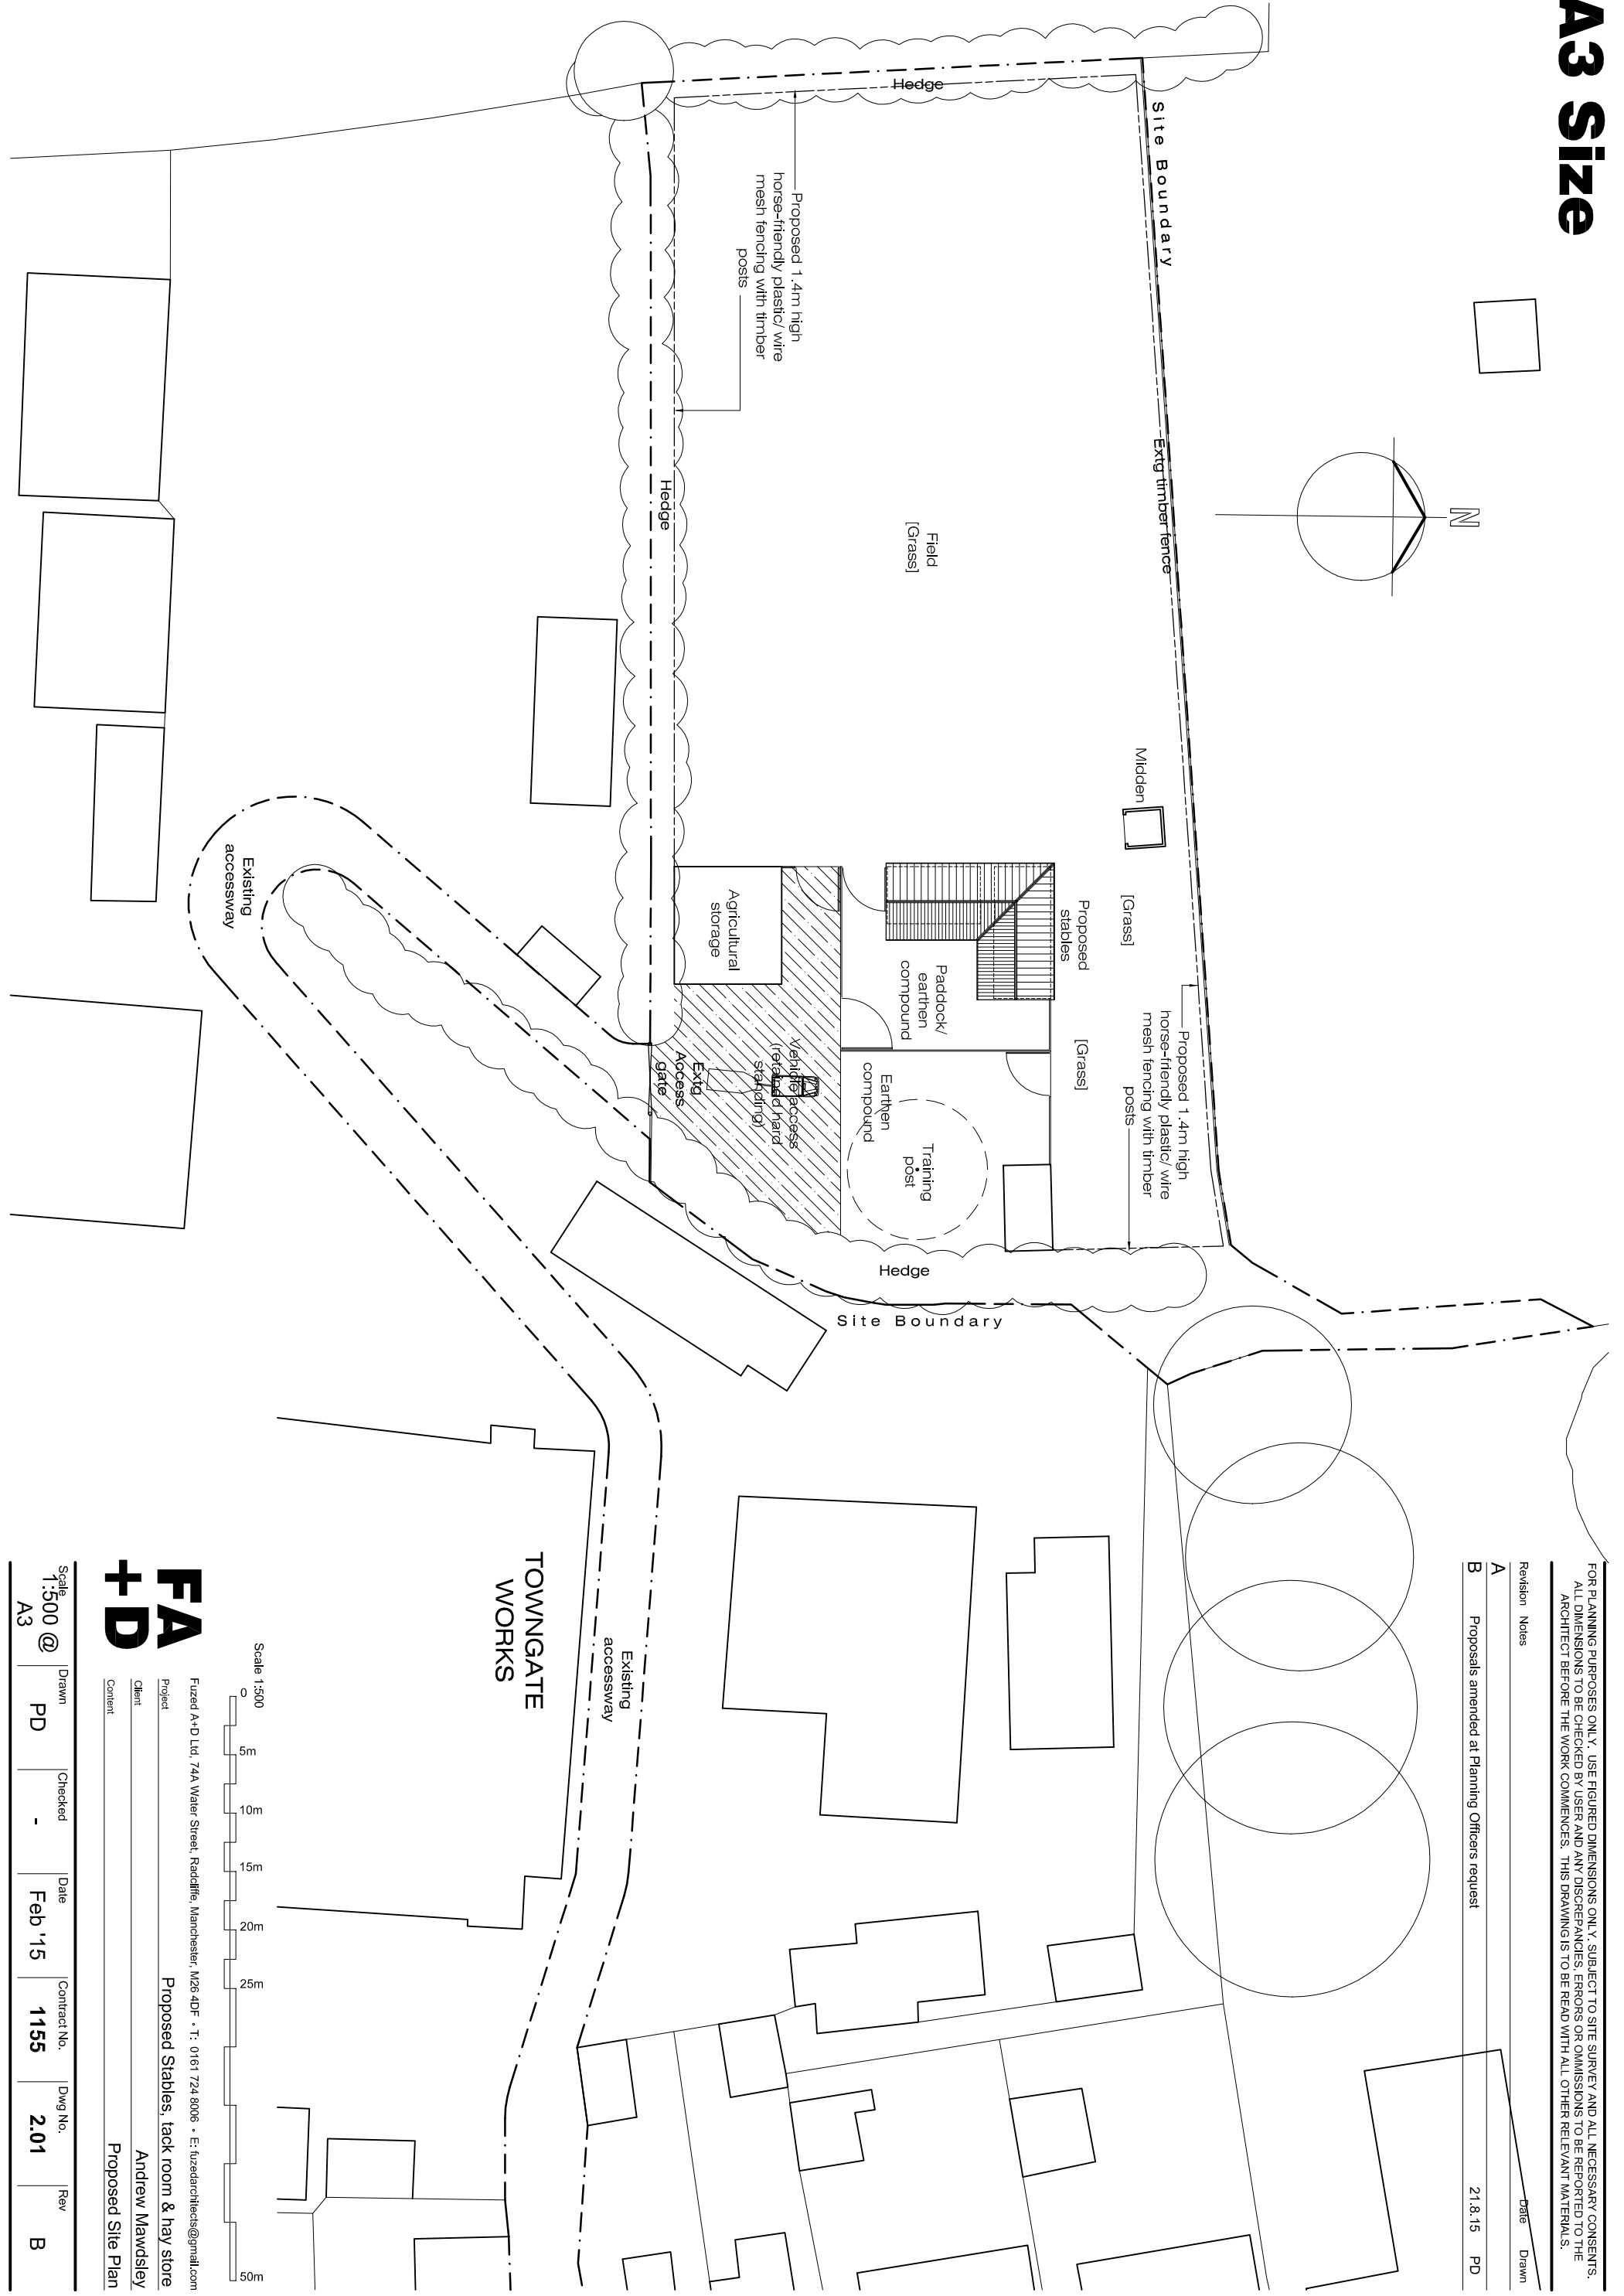 A3 Size
FOR PLANNING PURPOSES ONLY. USE FIGURED DIMENSIONS ONLY. SUBJECT TO SITE SURVEY AND ALL NECESSARY CONSENTS.
ALL DIMENSIONS TO BE CHECKED BY USER AND ANY DISCREPANCIES, ERRORS OR OMMISSIONS TO BE REPORTED TO THE
ARCHITECT BEFORE THE WORK COMMENCES. THIS DRAWING IS TO BE READ WITH ALL OTHER RELEVANT MATERIALS.
Revision Notes Date Drawn
A
B Proposals amended at Planning Officers request 21.8.15 PD
N
Site Boundary
Extg timber fence
Hedge
Proposed 1.4m high
horse-friendly plastic/ wire
mesh fencing with timber
posts
Field
[Grass]
Hedge
Midden
[Grass]
Proposed
stables
Proposed 1.4m high
horse-friendly plastic/ wire
mesh fencing with timber
posts
[Grass]
Paddock/
earthen
compound
Earthen
compound
Training
post
Agricultural
storage
Vehicle access
(retained hard
standing)
Extg
Access
gate
Hedge
Site Boundary
Existing
accessway
Existing
accessway
TOWNGATE
WORKS
Scale 1:500
0 5m 10m 15m 20m 25m 50m
FA
+D
Fuzed A+D Ltd, 74A Water Street, Radcliffe, Manchester, M26 4DF • T: 0161 724 8006 • E: fuzedarchitects@gmail.com
Project Proposed Stables, tack room & hay store
Client Andrew Mawdsley
Content Proposed Site Plan
Scale 1:500 @ A3
Drawn PD
Checked -
Date Feb '15
Contract No. 1155
Dwg No. 2.01
Rev B